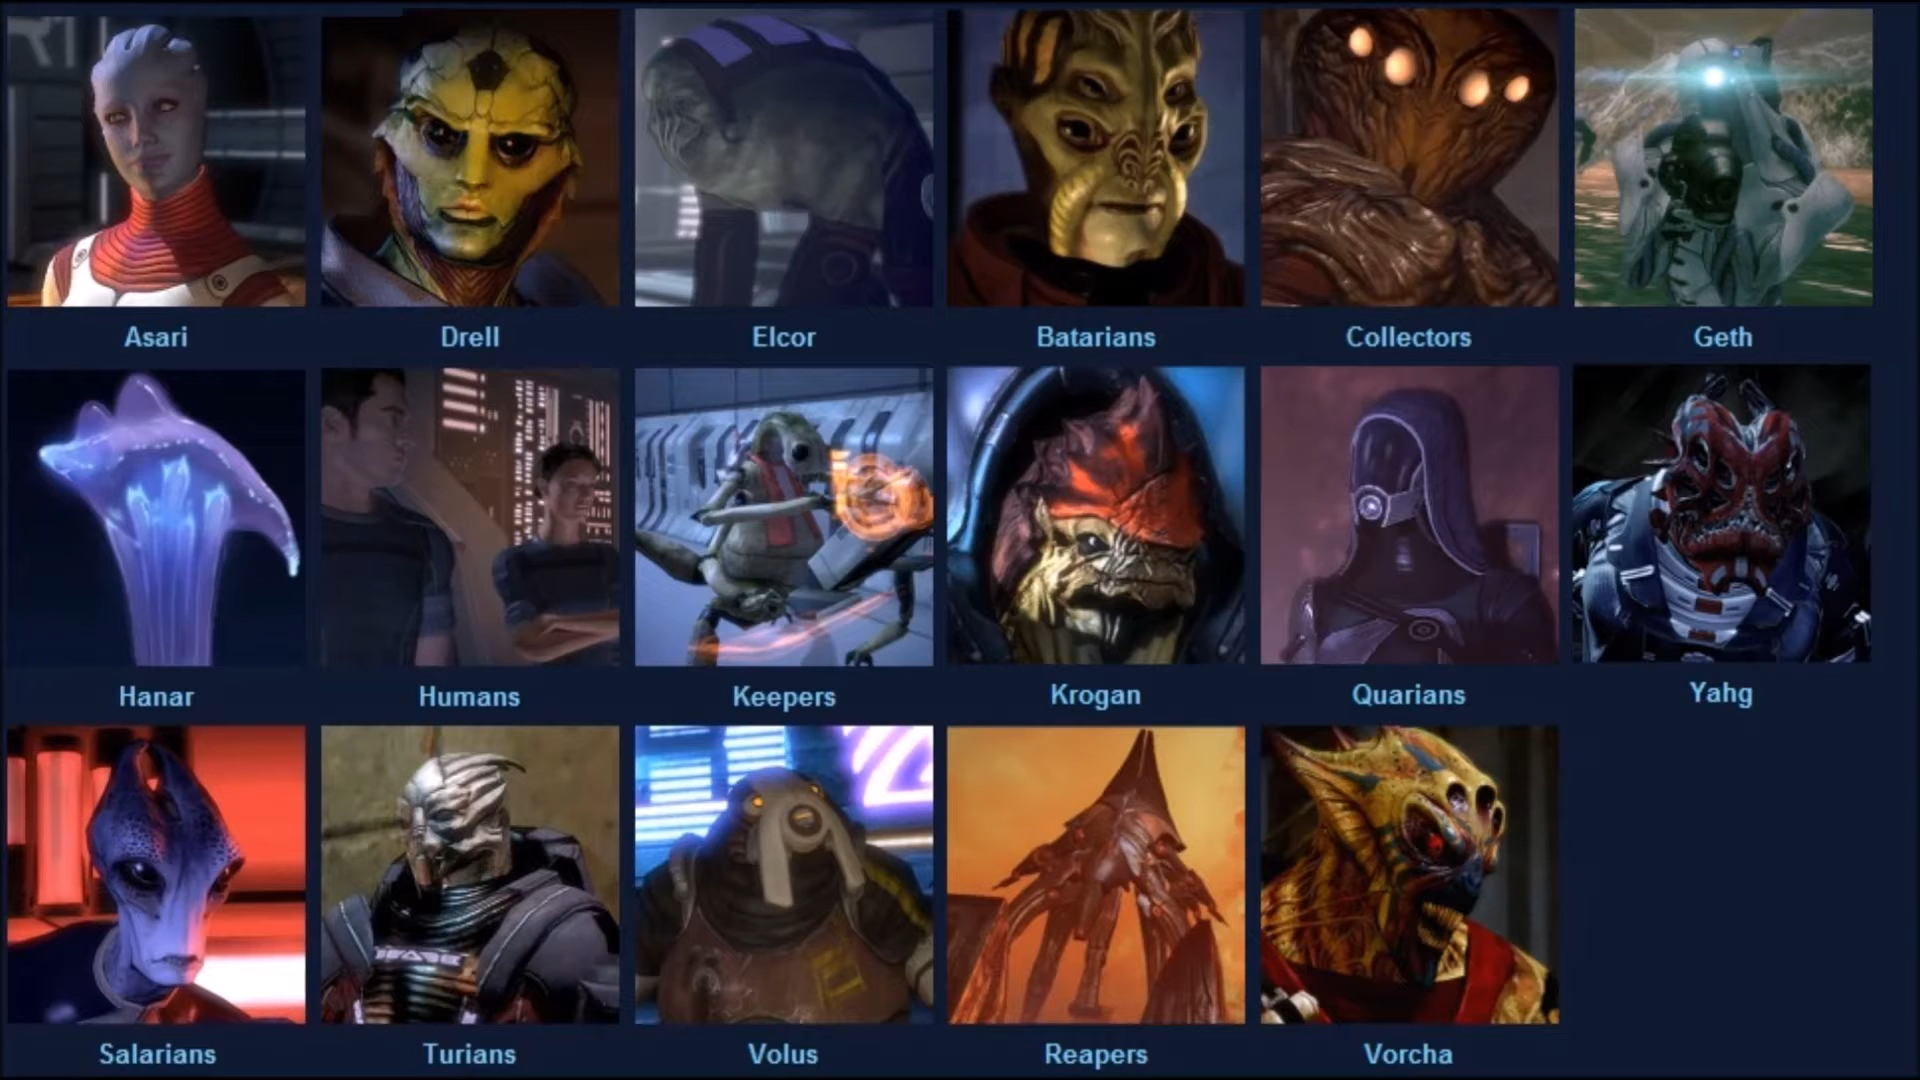 Asari
Drell
Elcor
Batarians
Collectors
Geth
Hanar
Humans
Keepers
Krogan
Quarians
Yahg
Salarians
Turians
Volus
Reapers
Vorcha